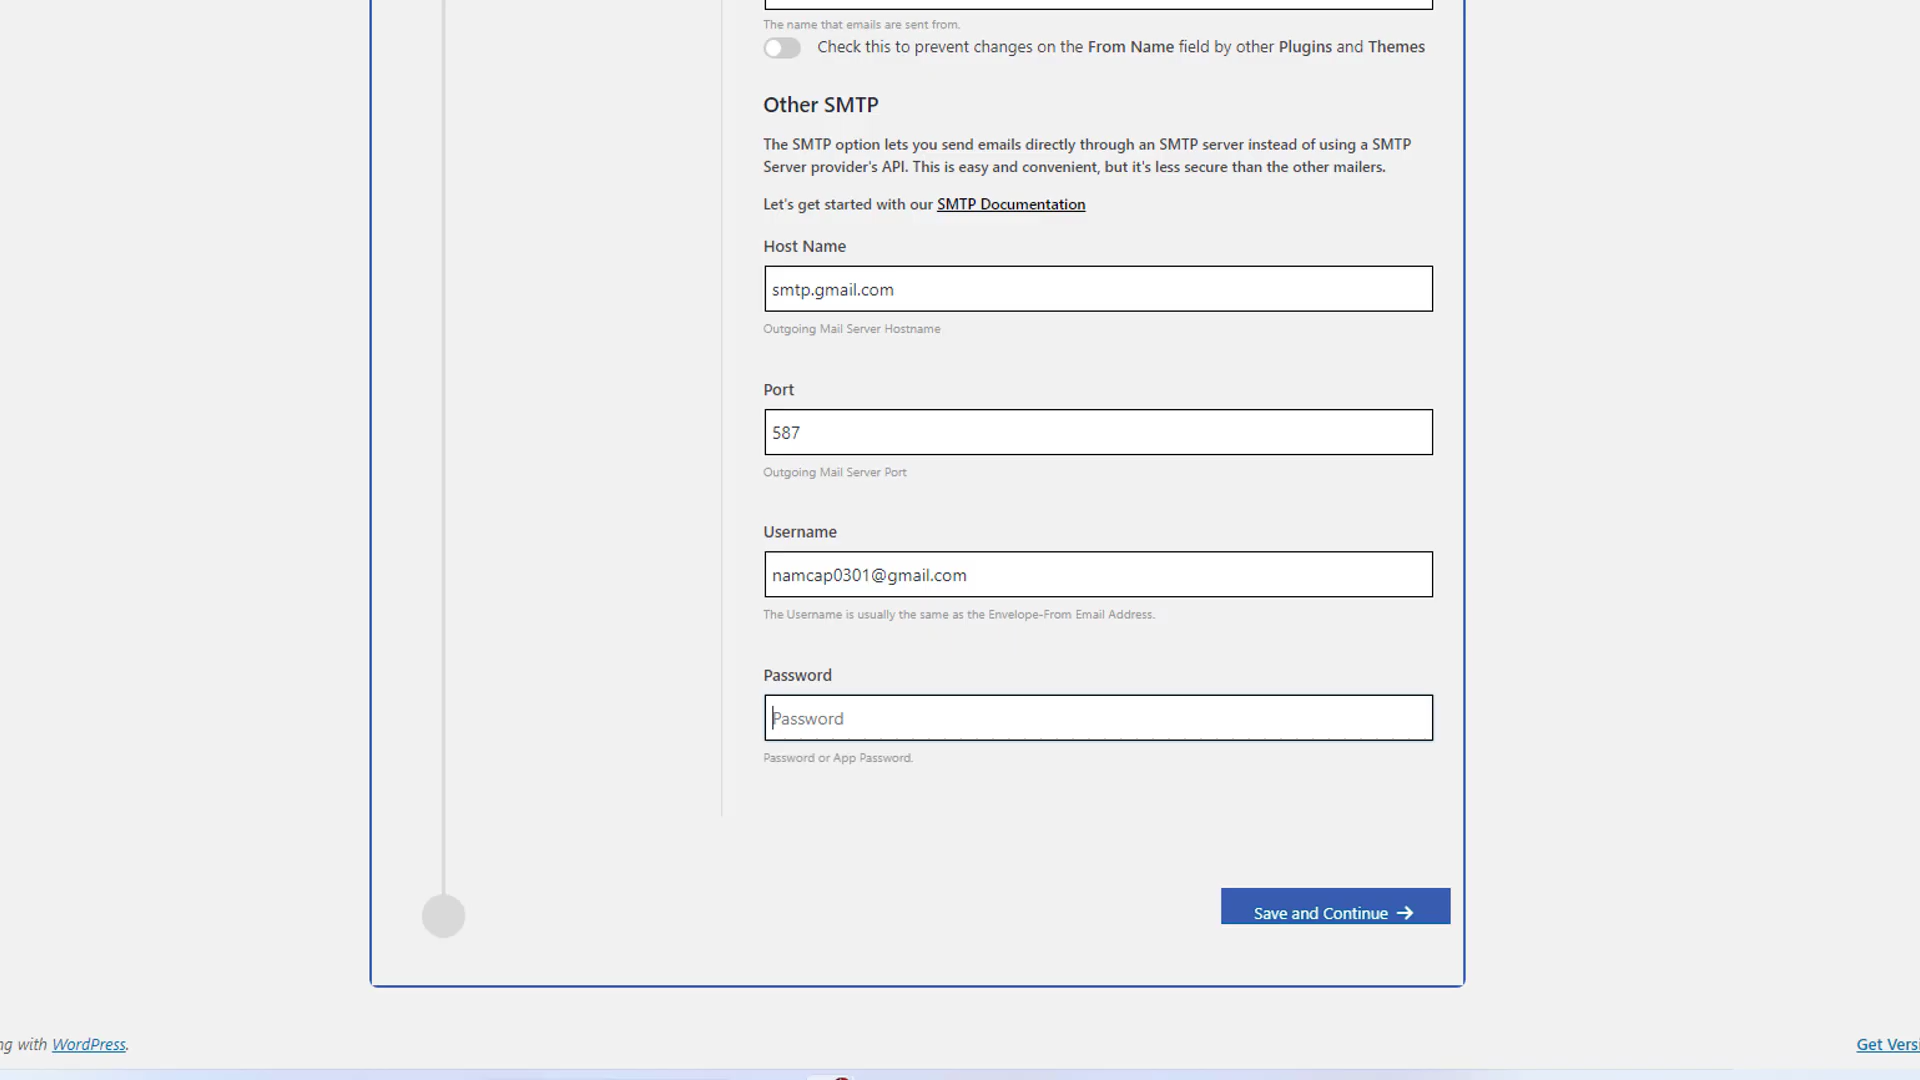 The name that emails are sent from.
Check this to prevent changes on the From Name field by other Plugins and Themes
Other SMTP
The SMTP option lets you send emails directly through an SMTP server instead of using a SMTP
Server provider's API. This is easy and convenient, but it's less secure than the other mailers.
Let's get started with our SMTP Documentation
Host Name
smtp.gmail.com
Outgoing Mail Server Hostname
Port
587
Outgoing Mail Server Port
Username
namcap0301@gmail.com
The Username is usually the same as the Envelope-From Email Address.
Password
Password
Password or App Password.
Save and Continue →
ng with WordPress.
Get Versi